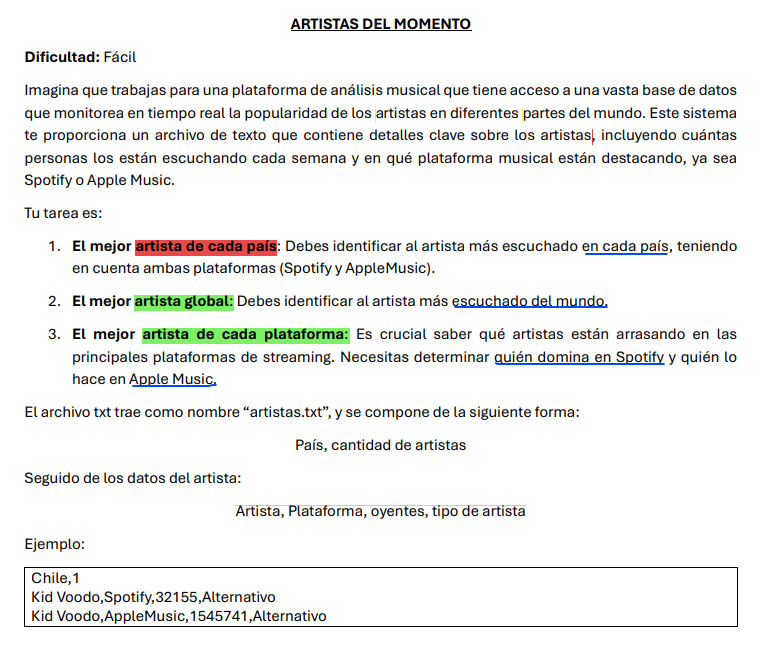 ARTISTAS DEL MOMENTO
Dificultad: Fácil
Imagina que trabajas para una plataforma de análisis musical que tiene acceso a una vasta base de datos
que monitorea en tiempo real la popularidad de los artistas en diferentes partes del mundo. Este sistema
te proporciona un archivo de texto que contiene detalles clave sobre los artistas, incluyendo cuántas
personas los están escuchando cada semana y en qué plataforma musical están destacando, ya sea
Spotify o Apple Music.
Tu tarea es:
1. El mejor artista de cada país: Debes identificar al artista más escuchado en cada país, teniendo
en cuenta ambas plataformas (Spotify y AppleMusic).
2. El mejor artista global: Debes identificar al artista más escuchado del mundo.
3. El mejor artista de cada plataforma: Es crucial saber qué artistas están arrasando en las
principales plataformas de streaming. Necesitas determinar quién domina en Spotify y quién lo
hace en Apple Music.
El archivo txt trae como nombre “artistas.txt”, y se compone de la siguiente forma:
País, cantidad de artistas
Seguido de los datos del artista:
Artista, Plataforma, oyentes, tipo de artista
Ejemplo:
Chile,1
Kid Voodo,Spotify,32155,Alternativo
Kid Voodo,AppleMusic,1545741,Alternativo